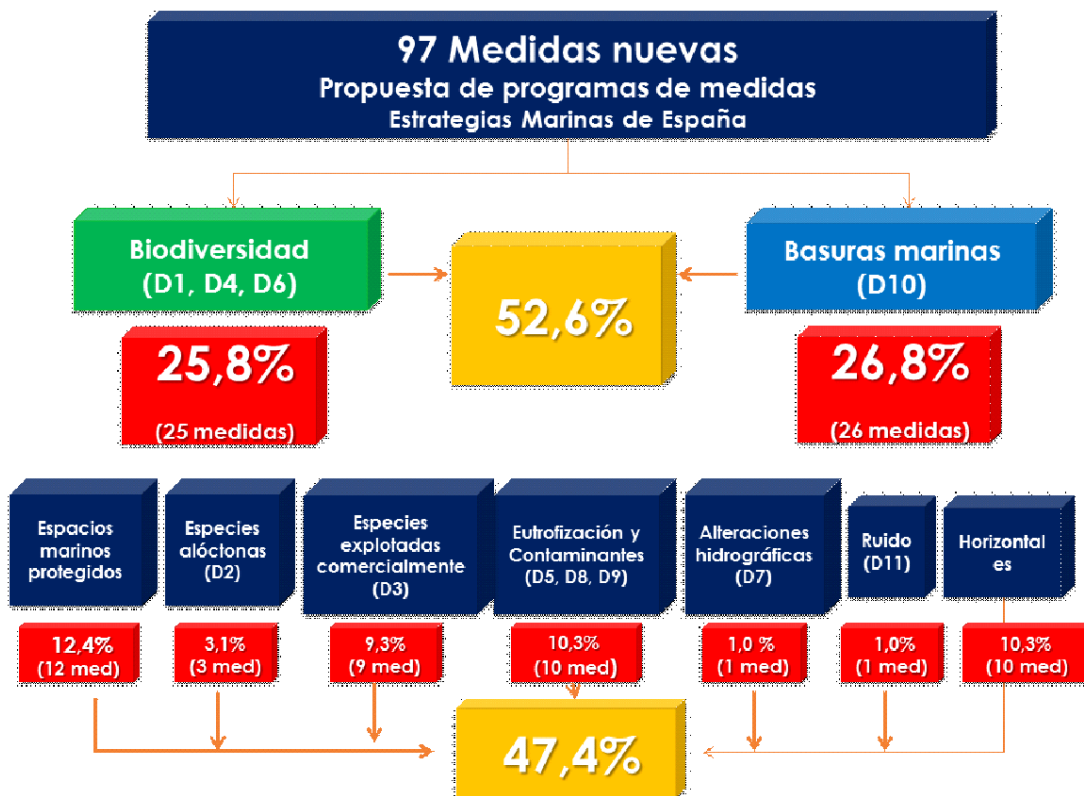 97 Medidas nuevas
Propuesta de programas de medidas
Estrategias Marinas de España
Biodiversidad
(D1, D4, D6)
52,6%
Basuras marinas
(D10)
25,8%
(25 medidas)
26,8%
(26 medidas)
Espacios
marinos
protegidos
Especies
alóctonas
(D2)
Especies
explotadas
comercialmente
(D3)
Eutrofización y
Contaminantes
(D5, D8, D9)
Alteraciones
hidrográficas
(D7)
Ruido
(D11)
Horizontal
es
12,4%
(12 med)
3,1%
(3 med)
9,3%
(9 med)
10,3%
(10 med)
1,0 %
(1 med)
1,0%
(1 med)
10,3%
(10 med)
47,4%